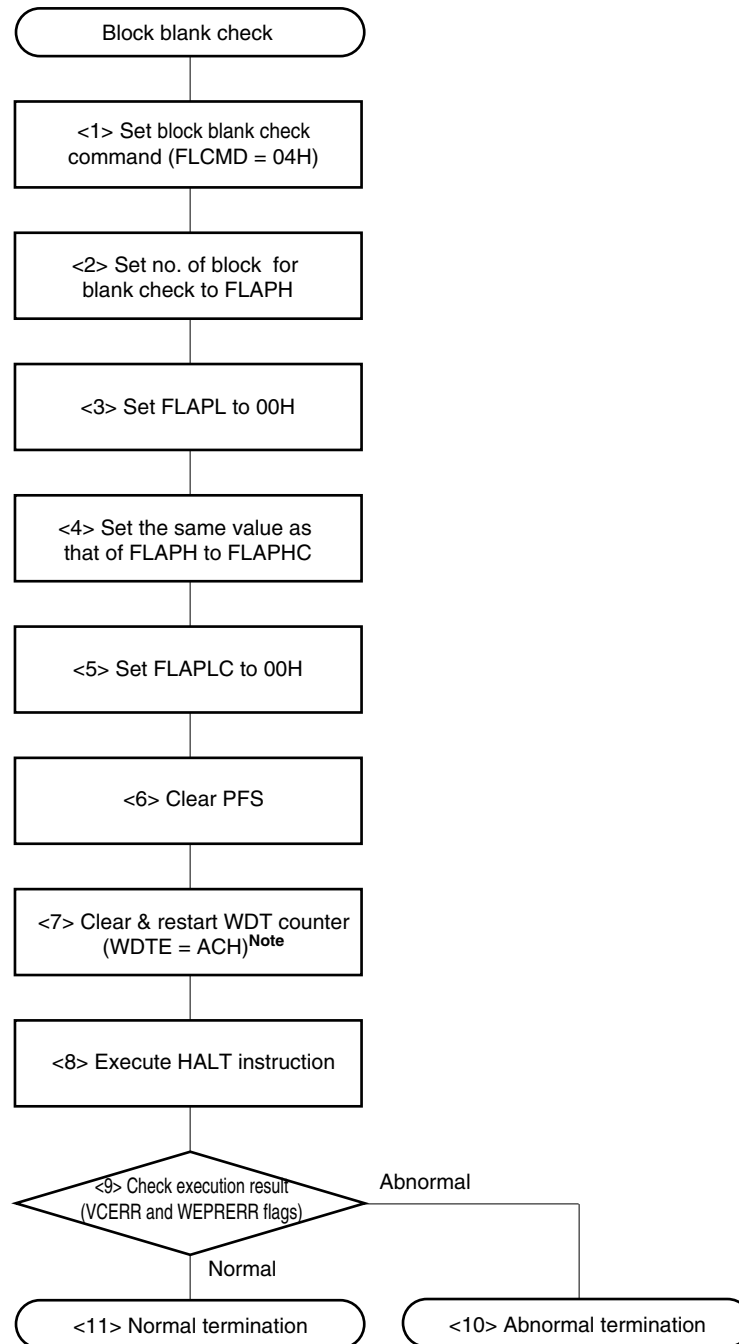 Block blank check
<1> Set block blank check
command (FLCMD = 04H)
<2> Set no. of block for
blank check to FLAPH
<3> Set FLAPL to 00H
<4> Set the same value as
that of FLAPH to FLAPHC
<5> Set FLAPLC to 00H
<6> Clear PFS
<7> Clear & restart WDT counter
(WDTE = ACH)Note
<8> Execute HALT instruction
<9> Check execution result
(VCERR and WEPRERR flags)
Abnormal
Normal
<11> Normal termination
<10> Abnormal termination